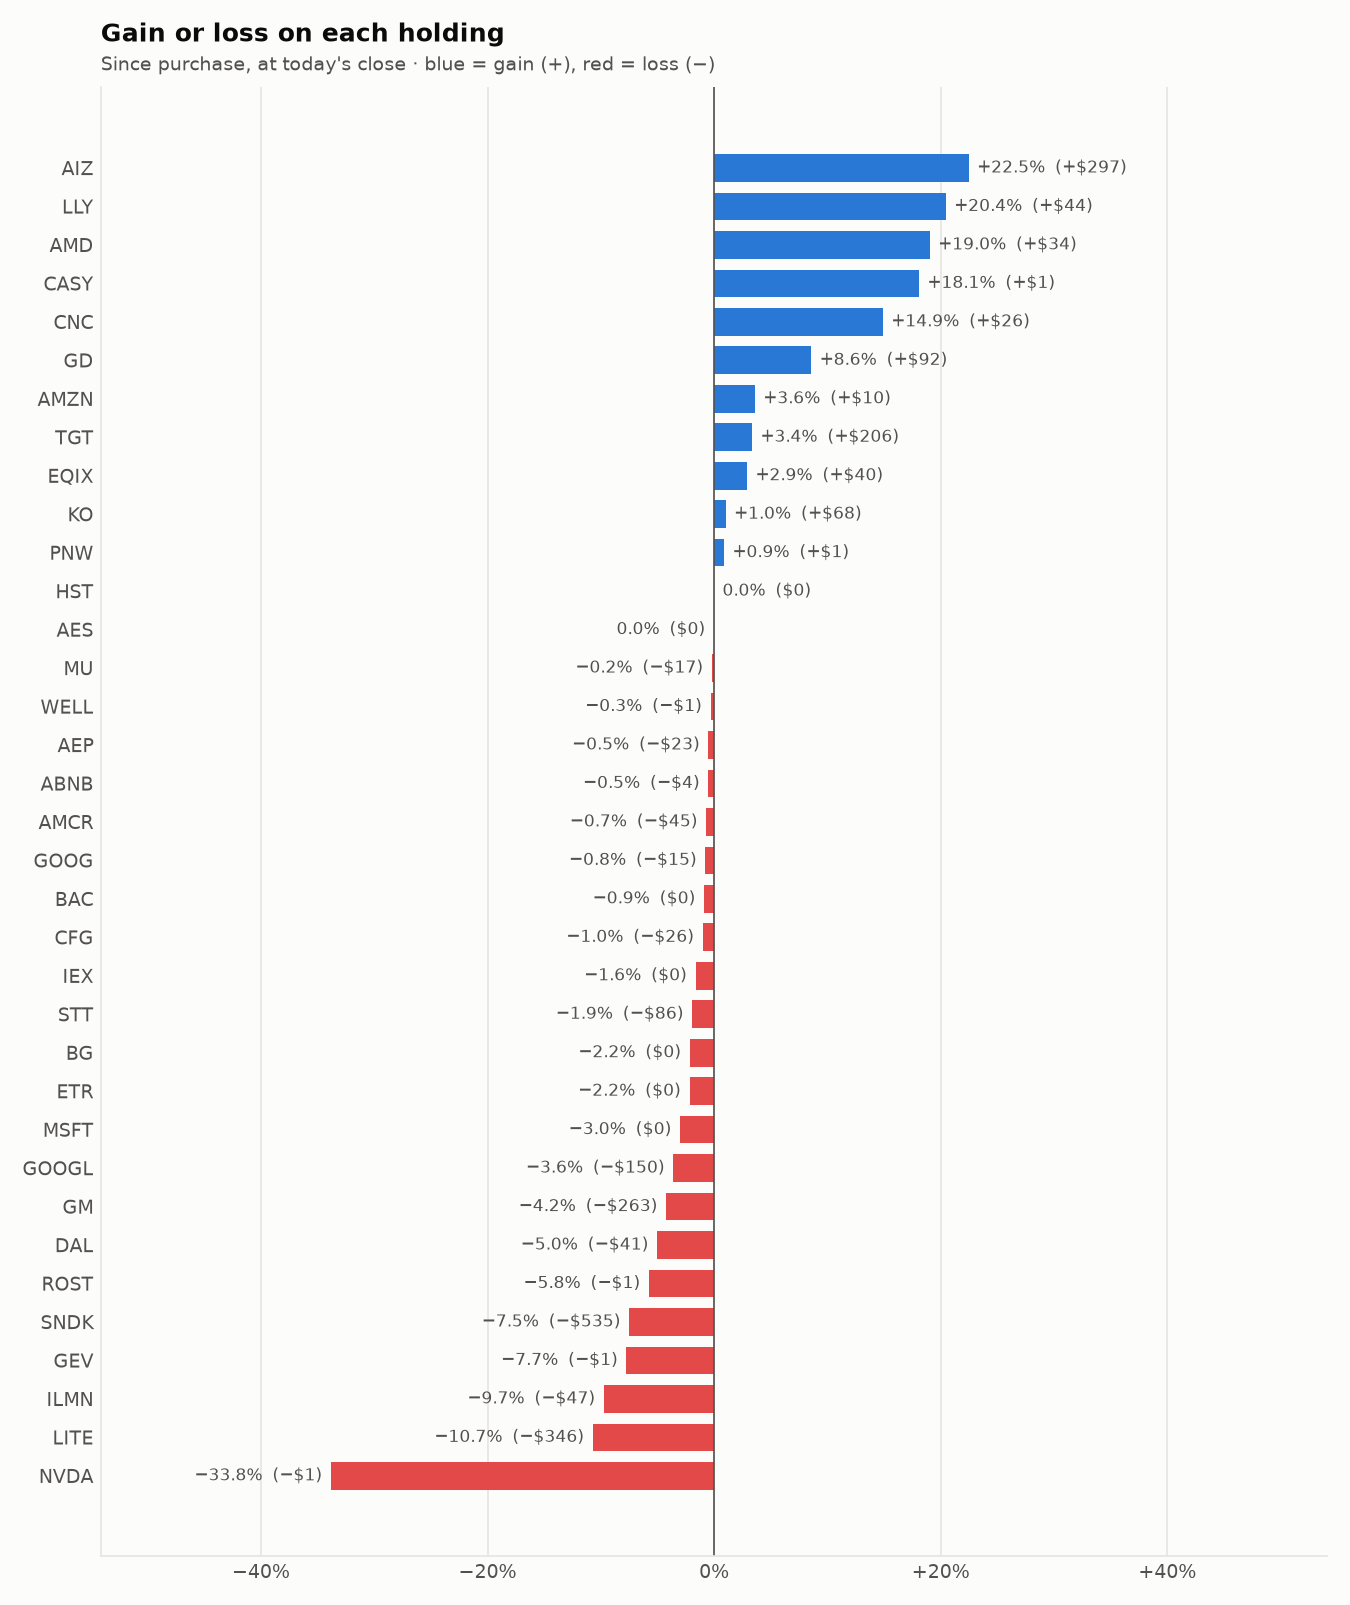 Gain or loss on each holding
Since purchase, at today's close · blue = gain (+), red = loss (−)
AIZ +22.5% (+$297)
LLY +20.4% (+$44)
AMD +19.0% (+$34)
CASY +18.1% (+$1)
CNC +14.9% (+$26)
GD +8.6% (+$92)
AMZN +3.6% (+$10)
TGT +3.4% (+$206)
EQIX +2.9% (+$40)
KO +1.0% (+$68)
PNW +0.9% (+$1)
HST 0.0% ($0)
AES 0.0% ($0)
MU −0.2% (−$17)
WELL −0.3% (−$1)
AEP −0.5% (−$23)
ABNB −0.5% (−$4)
AMCR −0.7% (−$45)
GOOG −0.8% (−$15)
BAC −0.9% ($0)
CFG −1.0% (−$26)
IEX −1.6% ($0)
STT −1.9% (−$86)
BG −2.2% ($0)
ETR −2.2% ($0)
MSFT −3.0% ($0)
GOOGL −3.6% (−$150)
GM −4.2% (−$263)
DAL −5.0% (−$41)
ROST −5.8% (−$1)
SNDK −7.5% (−$535)
GEV −7.7% (−$1)
ILMN −9.7% (−$47)
LITE −10.7% (−$346)
NVDA −33.8% (−$1)
−40% −20% 0% +20% +40%